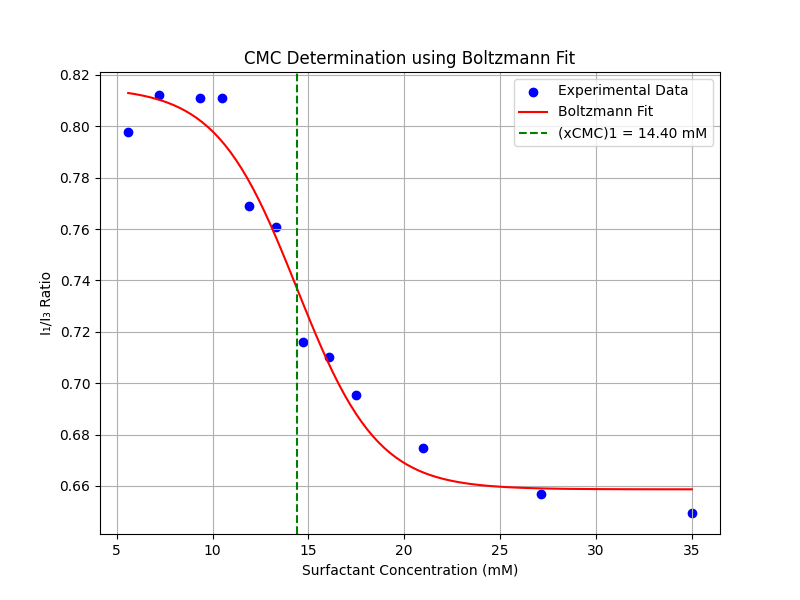 CMC Determination using Boltzmann Fit
Experimental Data
Boltzmann Fit
(xCMC)1 = 14.40 mM
I₁/I₃ Ratio
0.82
0.80
0.78
0.76
0.74
0.72
0.70
0.68
0.66
5 10 15 20 25 30 35
Surfactant Concentration (mM)